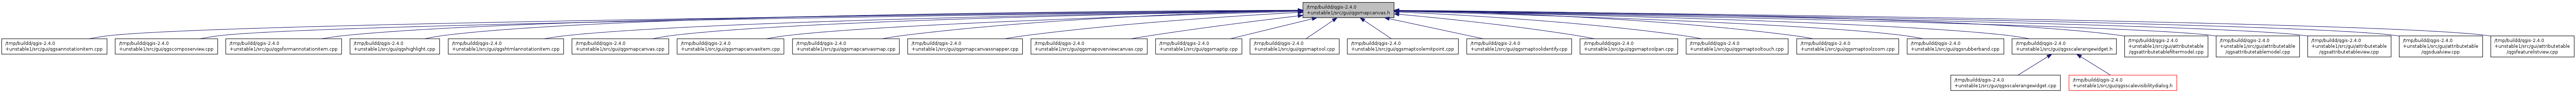 /tmp/buildd/qgis-2.4.0
+unstable1/src/gui/qgsmapcanvas.h
/tmp/buildd/qgis-2.4.0
+unstable1/src/gui/qgsannotationitem.cpp
/tmp/buildd/qgis-2.4.0
+unstable1/src/gui/qgscomposerview.cpp
/tmp/buildd/qgis-2.4.0
+unstable1/src/gui/qgsformannotationitem.cpp
/tmp/buildd/qgis-2.4.0
+unstable1/src/gui/qgshighlight.cpp
/tmp/buildd/qgis-2.4.0
+unstable1/src/gui/qgshtmlannotationitem.cpp
/tmp/buildd/qgis-2.4.0
+unstable1/src/gui/qgsmapcanvas.cpp
/tmp/buildd/qgis-2.4.0
+unstable1/src/gui/qgsmapcanvasitem.cpp
/tmp/buildd/qgis-2.4.0
+unstable1/src/gui/qgsmapcanvasmap.cpp
/tmp/buildd/qgis-2.4.0
+unstable1/src/gui/qgsmapcanvassnapper.cpp
/tmp/buildd/qgis-2.4.0
+unstable1/src/gui/qgsmapoverviewcanvas.cpp
/tmp/buildd/qgis-2.4.0
+unstable1/src/gui/qgsmaptip.cpp
/tmp/buildd/qgis-2.4.0
+unstable1/src/gui/qgsmaptool.cpp
/tmp/buildd/qgis-2.4.0
+unstable1/src/gui/qgsmaptoolemitpoint.cpp
/tmp/buildd/qgis-2.4.0
+unstable1/src/gui/qgsmaptoolidentify.cpp
/tmp/buildd/qgis-2.4.0
+unstable1/src/gui/qgsmaptoolpan.cpp
/tmp/buildd/qgis-2.4.0
+unstable1/src/gui/qgsmaptooltouch.cpp
/tmp/buildd/qgis-2.4.0
+unstable1/src/gui/qgsmaptoolzoom.cpp
/tmp/buildd/qgis-2.4.0
+unstable1/src/gui/qgsrubberband.cpp
/tmp/buildd/qgis-2.4.0
+unstable1/src/gui/qgsscalerangewidget.h
/tmp/buildd/qgis-2.4.0
+unstable1/src/gui/attributetable
/qgsattributetablefiltermodel.cpp
/tmp/buildd/qgis-2.4.0
+unstable1/src/gui/attributetable
/qgsattributetablemodel.cpp
/tmp/buildd/qgis-2.4.0
+unstable1/src/gui/attributetable
/qgsattributetableview.cpp
/tmp/buildd/qgis-2.4.0
+unstable1/src/gui/attributetable
/qgsdualview.cpp
/tmp/buildd/qgis-2.4.0
+unstable1/src/gui/attributetable
/qgsfeaturelistview.cpp
/tmp/buildd/qgis-2.4.0
+unstable1/src/gui/qgsscalerangewidget.cpp
/tmp/buildd/qgis-2.4.0
+unstable1/src/gui/qgsscalevisibilitydialog.h